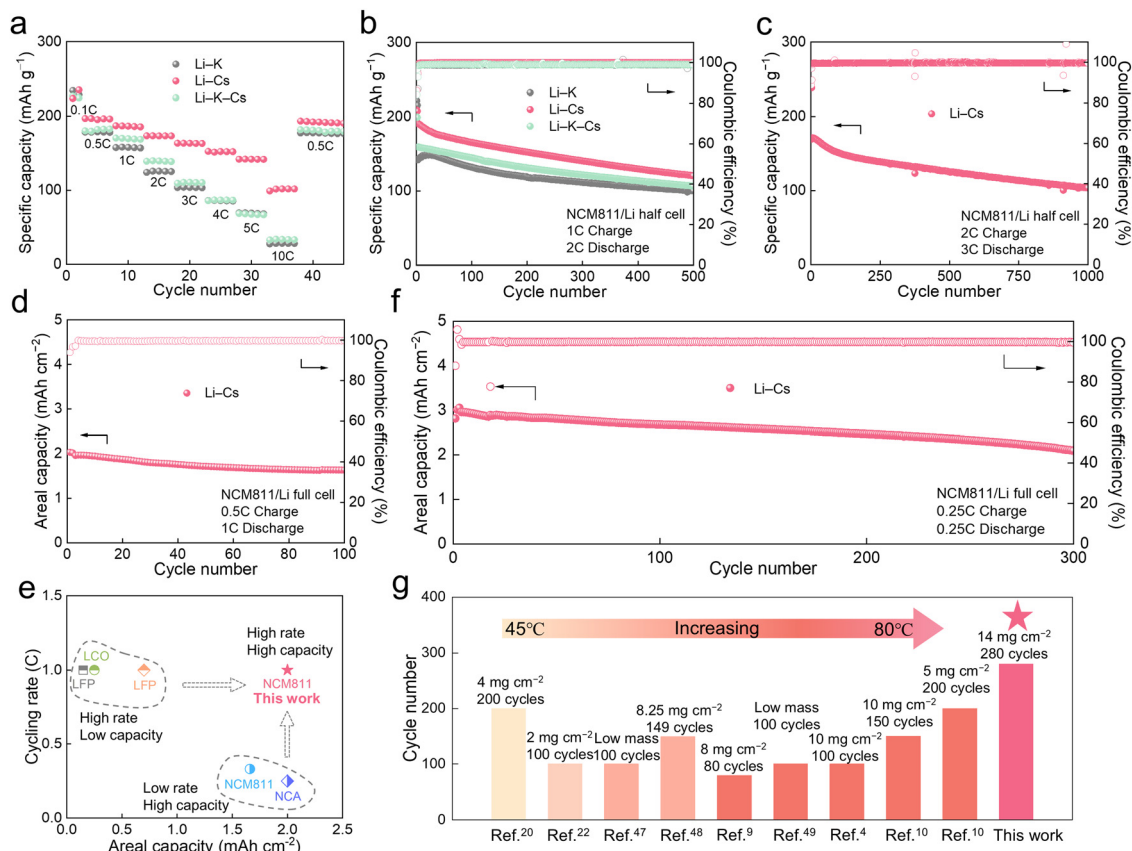 a
Specific capacity (mAh g⁻¹)
300
200
100
0
0 10 20 30 40
Cycle number
Li–K
Li–Cs
Li–K–Cs
0.1C
0.5C
1C
2C
3C
4C
5C
10C
0.5C
b
Specific capacity (mAh g⁻¹)
300
200
100
0
0 100 200 300 400 500
Cycle number
Coulombic efficiency (%)
100
80
60
40
20
0
Li–K
Li–Cs
Li–K–Cs
NCM811/Li half cell
1C Charge
2C Discharge
c
Specific capacity (mAh g⁻¹)
300
200
100
0
0 250 500 750 1000
Cycle number
Coulombic efficiency (%)
100
80
60
40
20
0
Li–Cs
NCM811/Li half cell
2C Charge
3C Discharge
d
Areal capacity (mAh cm⁻²)
5
4
3
2
1
0
0 20 40 60 80 100
Cycle number
Coulombic efficiency (%)
100
80
60
40
20
0
Li–Cs
NCM811/Li full cell
0.5C Charge
1C Discharge
f
Areal capacity (mAh cm⁻²)
5
4
3
2
1
0
0 100 200 300
Cycle number
Coulombic efficiency (%)
100
80
60
40
20
0
Li–Cs
NCM811/Li full cell
0.25C Charge
0.25C Discharge
e
Cycling rate (C)
1.5
1.0
0.5
0.0
0.0 0.5 1.0 1.5 2.0 2.5
Areal capacity (mAh cm⁻²)
LCO
LFP
LFP
High rate
Low capacity
High rate
High capacity
NCM811
This work
Low rate
High capacity
NCM811
NCA
g
Cycle number
400
300
200
100
0
45℃ Increasing 80℃
4 mg cm⁻²
200 cycles
2 mg cm⁻²
100 cycles
Low mass
100 cycles
8.25 mg cm⁻²
149 cycles
8 mg cm⁻²
80 cycles
Low mass
100 cycles
10 mg cm⁻²
100 cycles
10 mg cm⁻²
150 cycles
5 mg cm⁻²
200 cycles
14 mg cm⁻²
280 cycles
Ref.²⁰ Ref.²² Ref.⁴⁷ Ref.⁴⁸ Ref.⁹ Ref.⁴⁹ Ref.⁴ Ref.¹⁰ Ref.¹⁰ This work